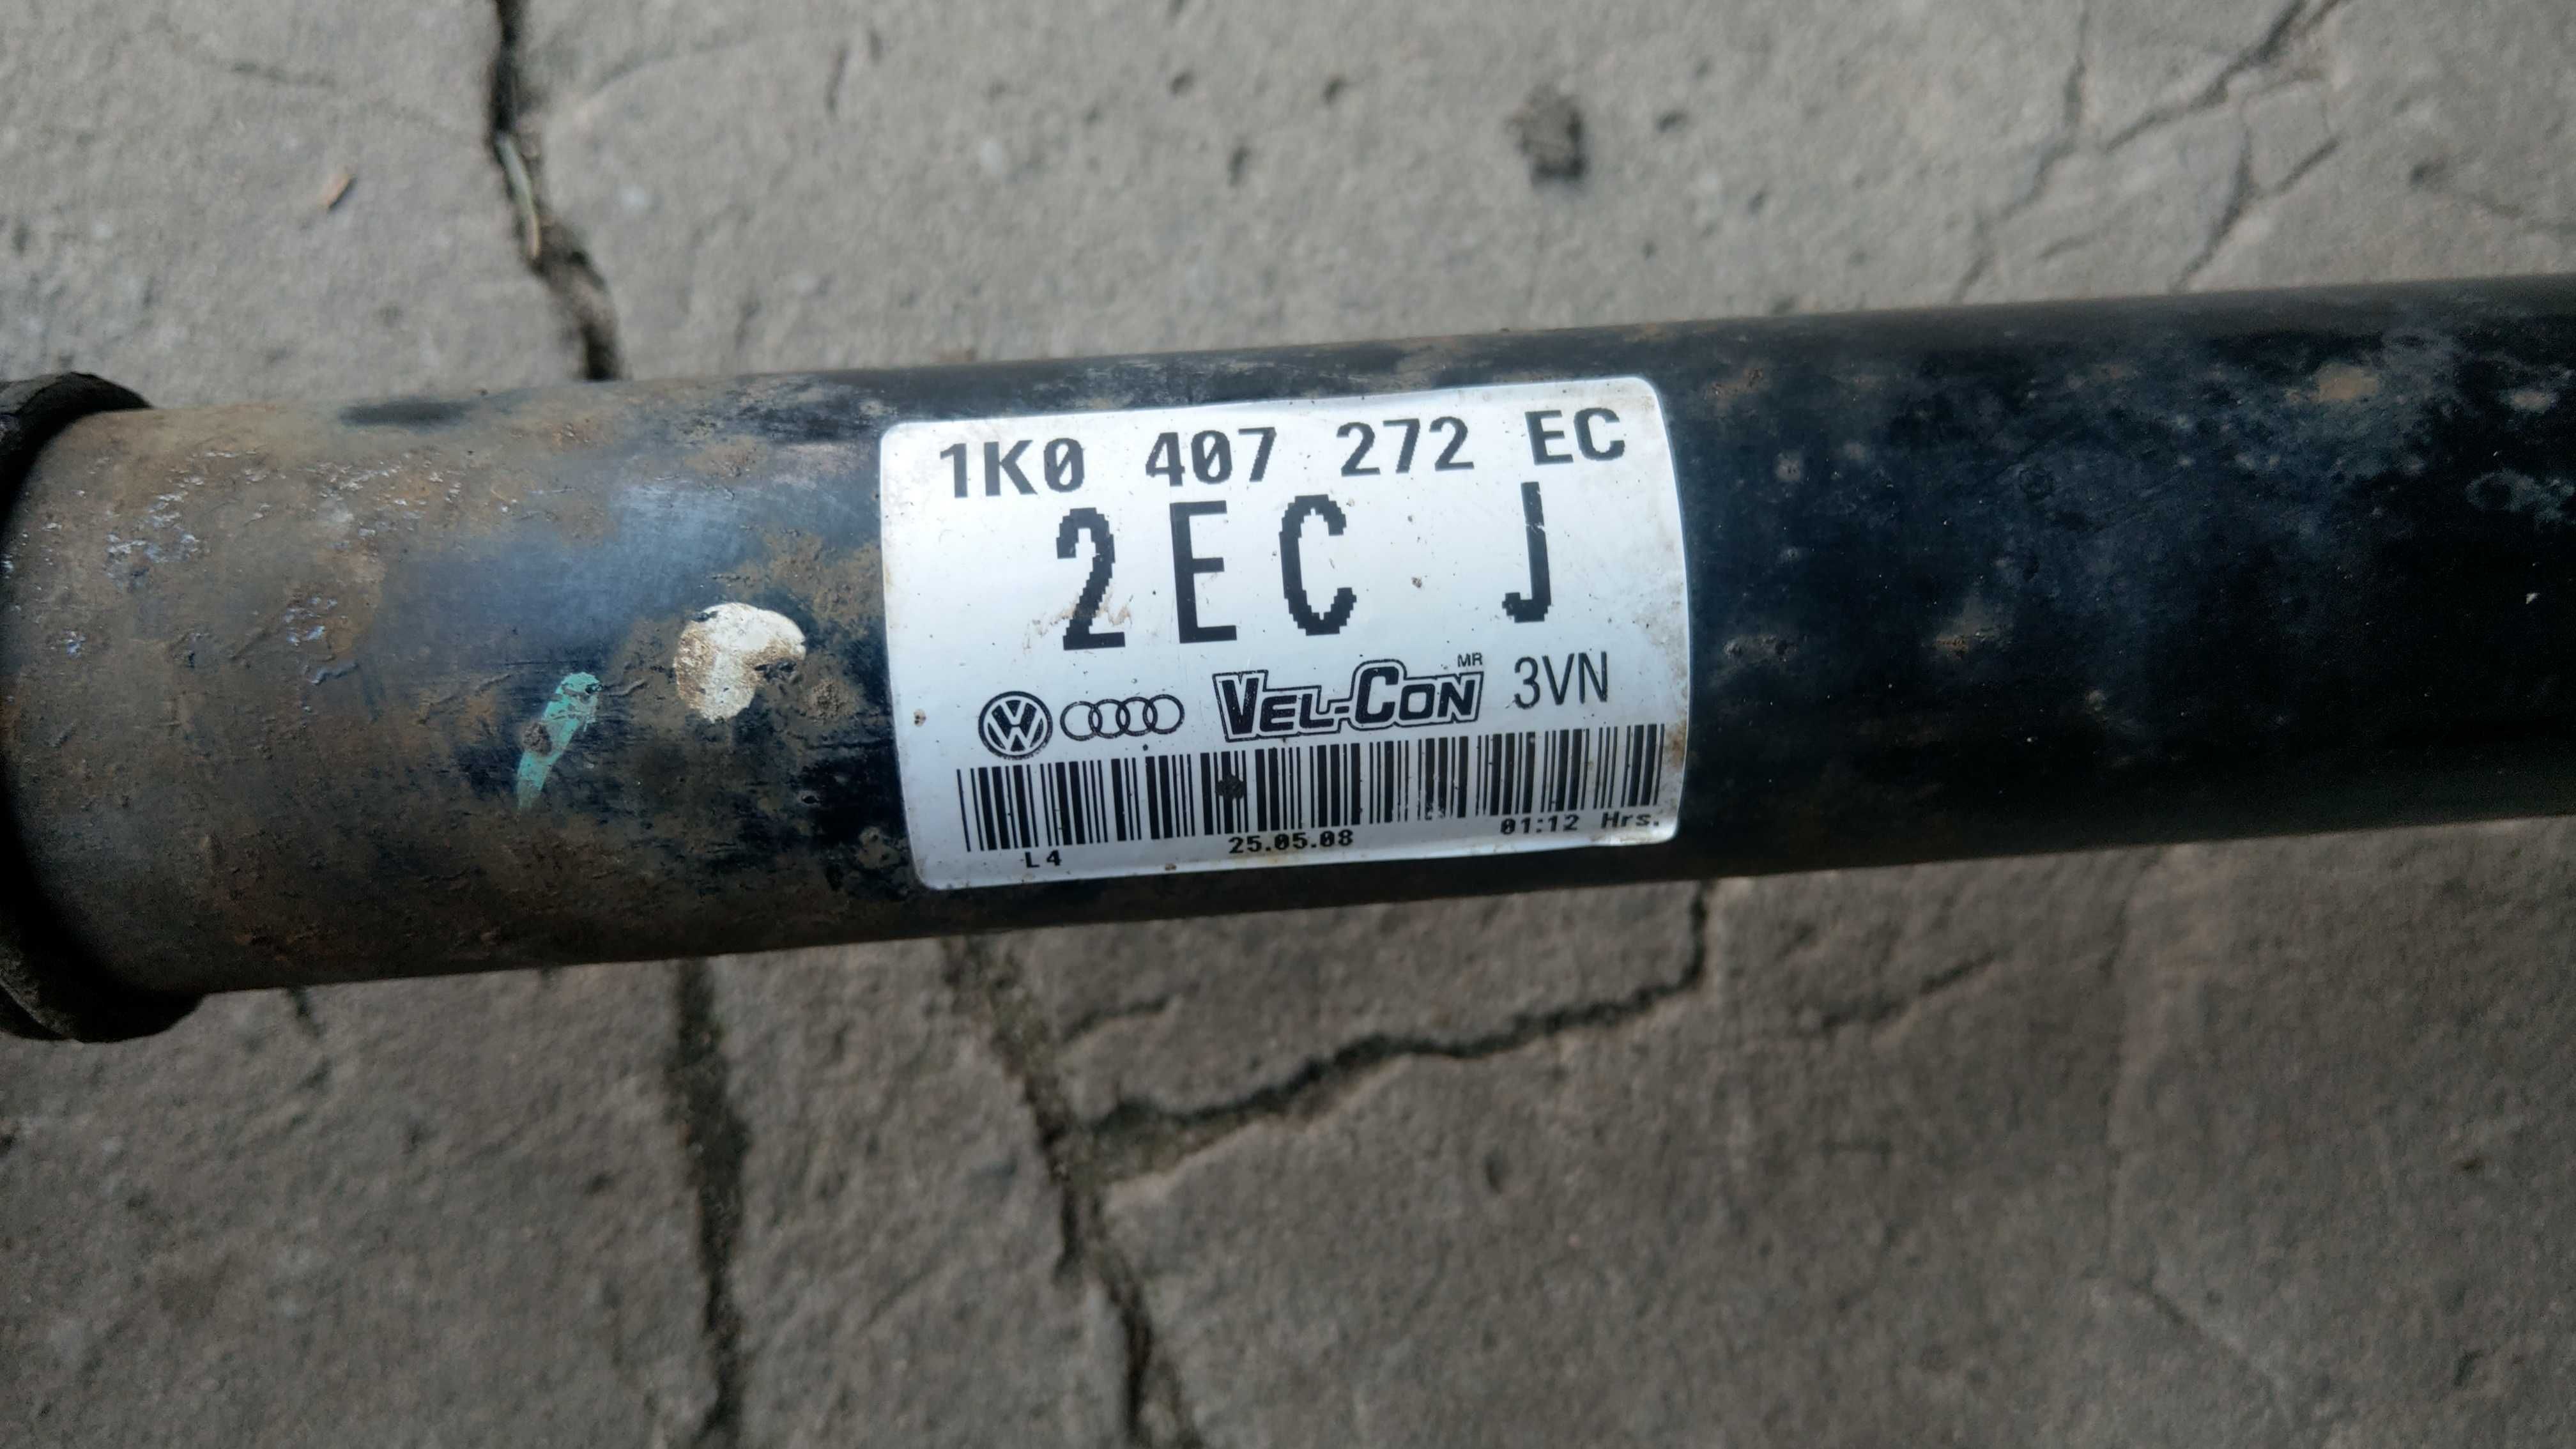 1K0 407 272 EC
2EC J
VEL-CON MR 3VN
L4 25.05.08 01:12 Hrs.